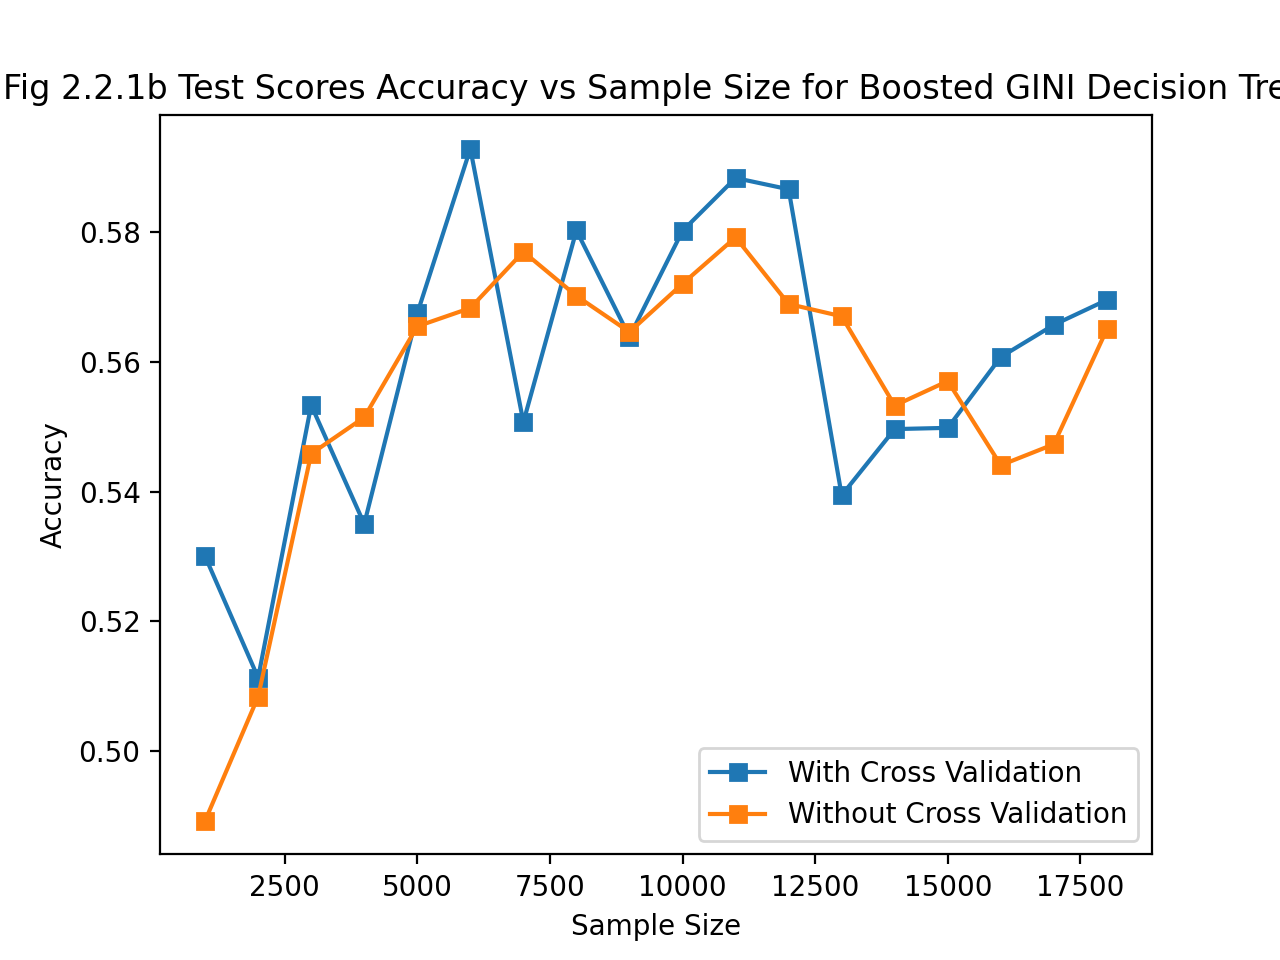 Fig 2.2.1b Test Scores Accuracy vs Sample Size for Boosted GINI Decision Tre
0.58
0.56
0.54
0.52
0.50
Accuracy
With Cross Validation
Without Cross Validation
2500 5000 7500 10000 12500 15000 17500
Sample Size